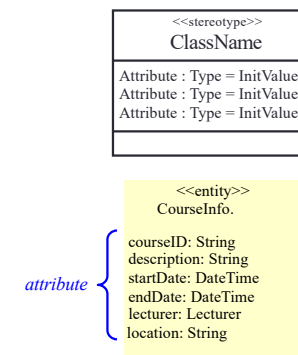 <<stereotype>>
ClassName
Attribute : Type = InitValue
Attribute : Type = InitValue
Attribute : Type = InitValue
<<entity>>
CourseInfo.
courseID: String
description: String
startDate: DateTime
attribute
endDate: DateTime
lecturer: Lecturer
location: String